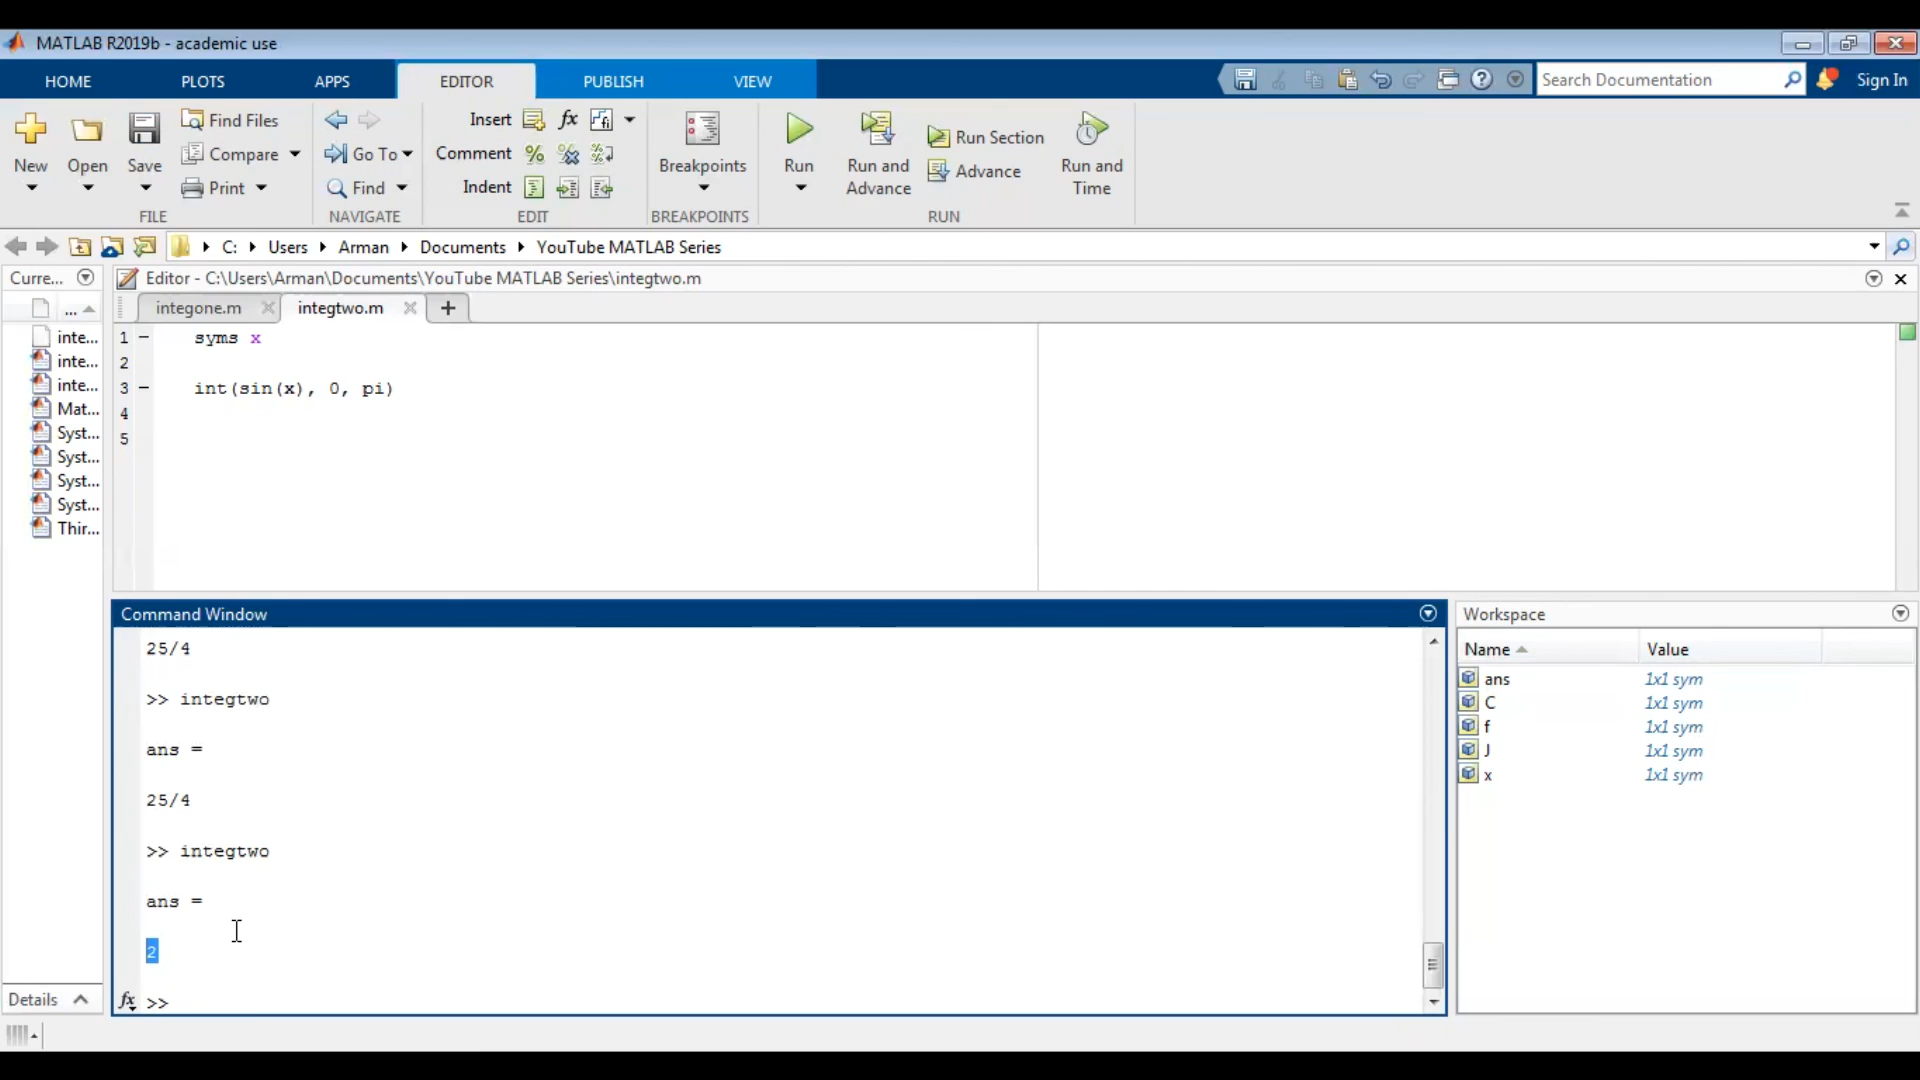 MATLAB R2019b - academic use
HOME PLOTS APPS EDITOR PUBLISH VIEW
Search Documentation Sign In
New Open Save
Find Files
Compare
Print
FILE
Go To
Find
NAVIGATE
Insert fx
Comment
Indent
EDIT
Breakpoints
BREAKPOINTS
Run
Run and Advance
Run Section
Advance
Run and Time
RUN
C: Users Arman Documents YouTube MATLAB Series
Curre...
...
inte...
inte...
inte...
Mat...
Syst...
Syst...
Syst...
Syst...
Thir...
Details
Editor - C:\Users\Arman\Documents\YouTube MATLAB Series\integtwo.m
integone.m integtwo.m +
1 – syms x
2
3 – int(sin(x), 0, pi)
4
5
Command Window
25/4
>> integtwo
ans =
25/4
>> integtwo
ans =
2
fx >>
Workspace
Name Value
ans 1x1 sym
C 1x1 sym
f 1x1 sym
J 1x1 sym
x 1x1 sym